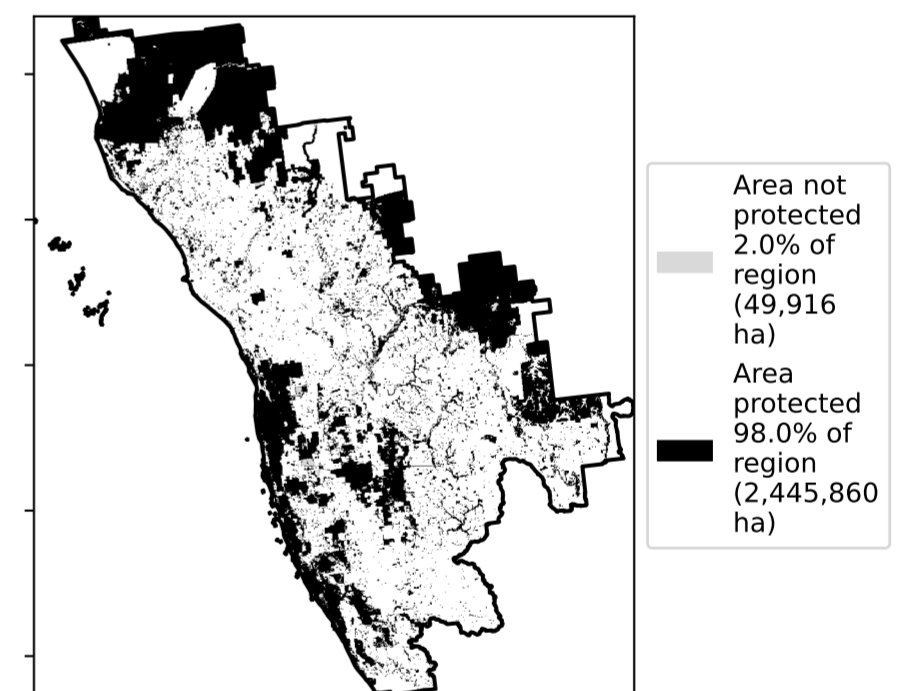 Area not
protected
2.0% of
region
(49,916
ha)
Area
protected
98.0% of
region
(2,445,860
ha)